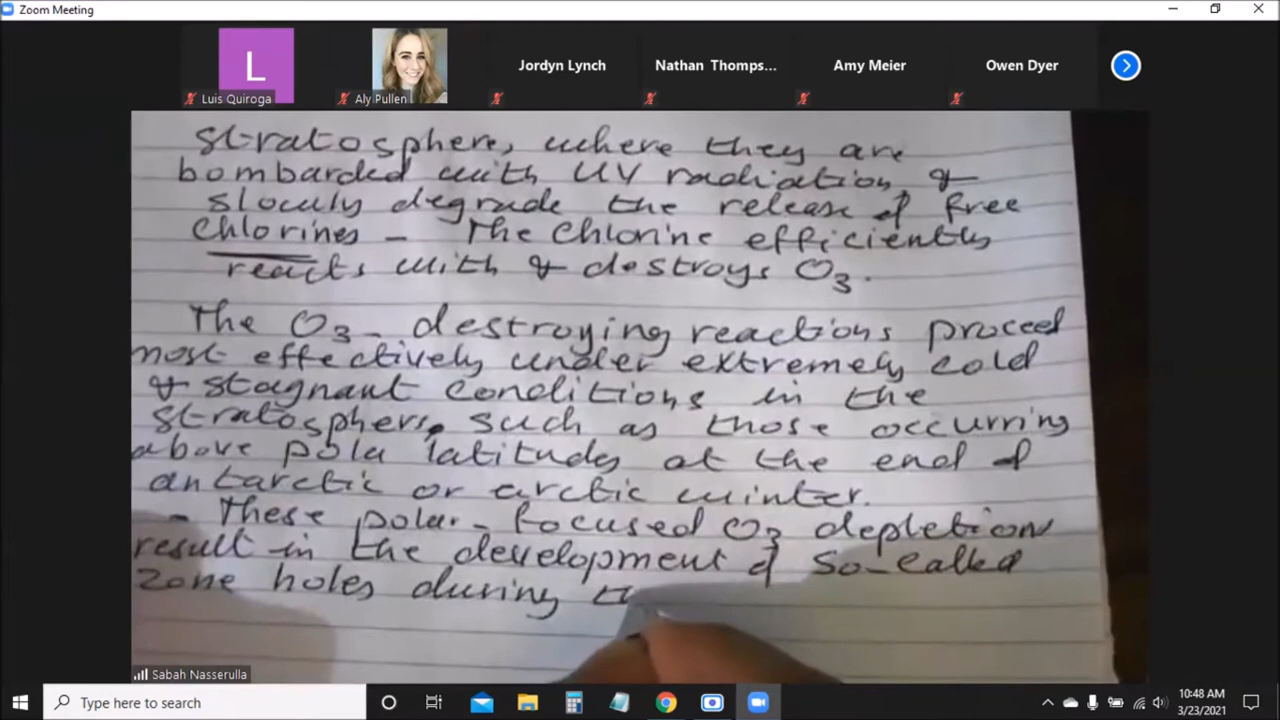 Zoom Meeting
L
Luis Quiroga
Aly Pullen
Jordyn Lynch
Nathan Thomps...
Amy Meier
Owen Dyer
stratosphere, where they are
bombarded with UV radiation, &
slowly degrade the release of free
chlorines - The chlorine efficiently
reacts with & destroys O3.
The O3 - destroying reactions proceed
most effectively under extremely cold
& stagnant conditions in the
stratosphere, such as those occurring
above pola latitudes at the end of
antarctic or arctic winter.
- These polar - focused O3 depletion
result in the development of so-called
zone holes during t
Sabah Nasserulla
Type here to search
10:48 AM
3/23/2021